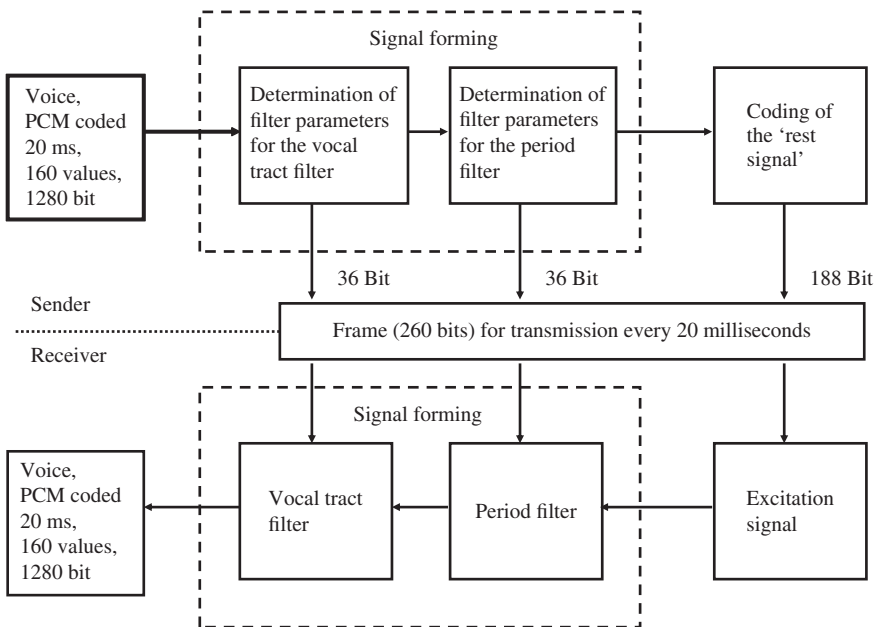 Signal forming
Voice,
PCM coded
20 ms,
160 values,
1280 bit
Determination of
filter parameters
for the vocal
tract filter
Determination of
filter parameters
for the period
filter
Coding of
the ‘rest
signal’
36 Bit
36 Bit
188 Bit
Sender
Frame (260 bits) for transmission every 20 milliseconds
Receiver
Signal forming
Voice,
PCM coded
20 ms,
160 values,
1280 bit
Vocal tract
filter
Period filter
Excitation
signal